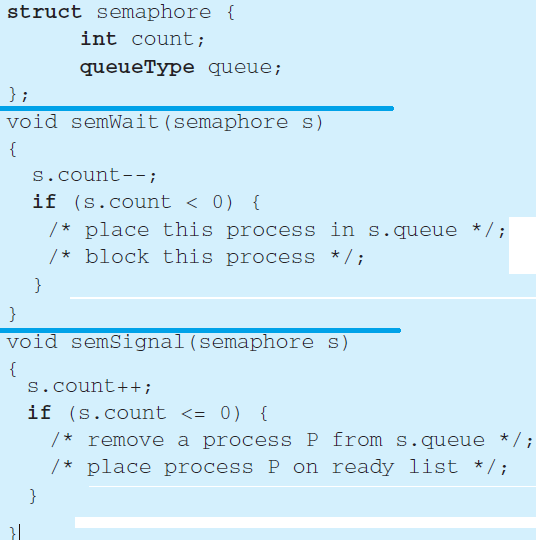 struct semaphore {
int count;
queueType queue;
};
void semWait(semaphore s)
{
s.count--;
if (s.count < 0) {
/* place this process in s.queue */;
/* block this process */;
}
}
void semSignal(semaphore s)
{
s.count++;
if (s.count <= 0) {
/* remove a process P from s.queue */;
/* place process P on ready list */;
}
}